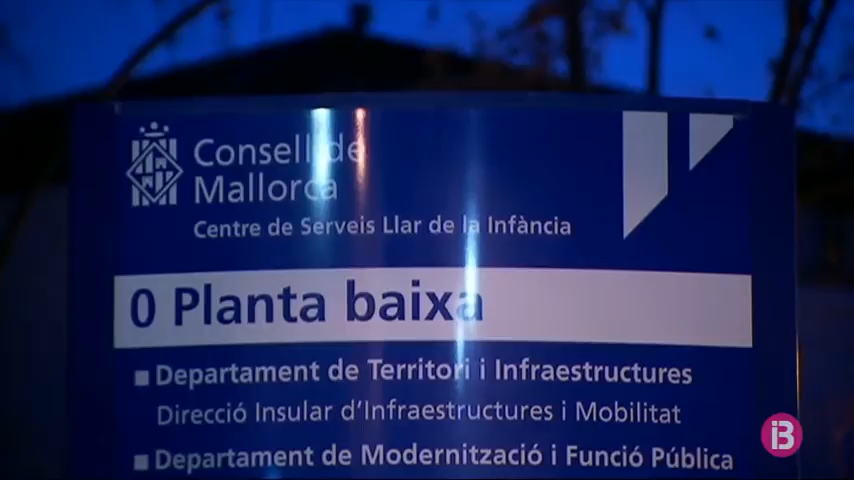 Consell de
Mallorca
Centre de Serveis Llar de la Infància
0 Planta baixa
Departament de Territori i Infraestructures
Direcció Insular d'Infraestructures i Mobilitat
Departament de Modernització i Funció Pública
iB